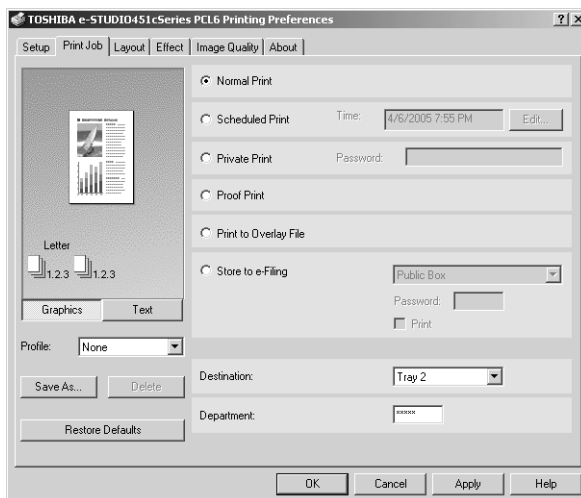 TOSHIBA e-STUDIO451cSeries PCL6 Printing Preferences
Setup Print Job Layout Effect Image Quality About
Normal Print
Scheduled Print Time: 4/6/2005 7:55 PM Edit...
Private Print Password:
Proof Print
Print to Overlay File
Store to e-Filing Public Box
Password:
Print
Letter
1.2.3 1.2.3
Graphics Text
Profile: None
Save As... Delete
Restore Defaults
Destination: Tray 2
Department: *****
OK Cancel Apply Help